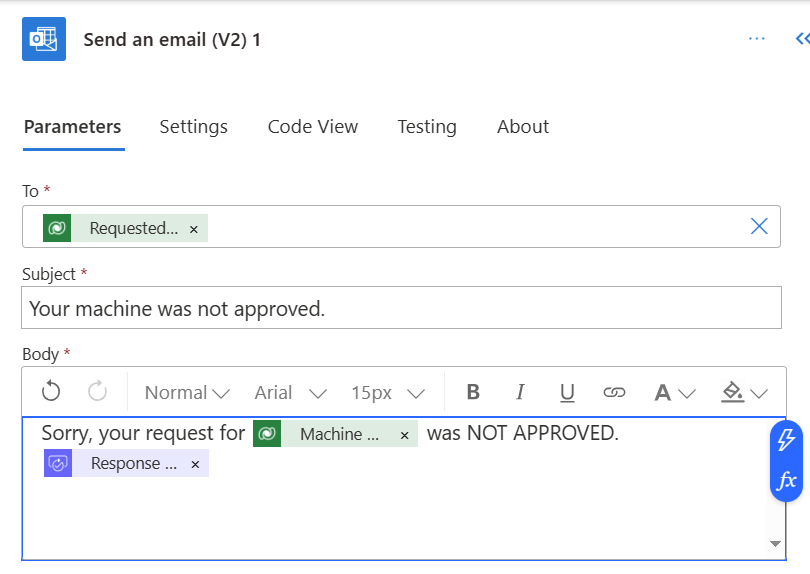 Send an email (V2) 1
Parameters Settings Code View Testing About
To *
Requested... ×
Subject *
Your machine was not approved.
Body *
Normal Arial 15px B I U A
Sorry, your request for Machine ... × was NOT APPROVED.
Response ... ×
fx